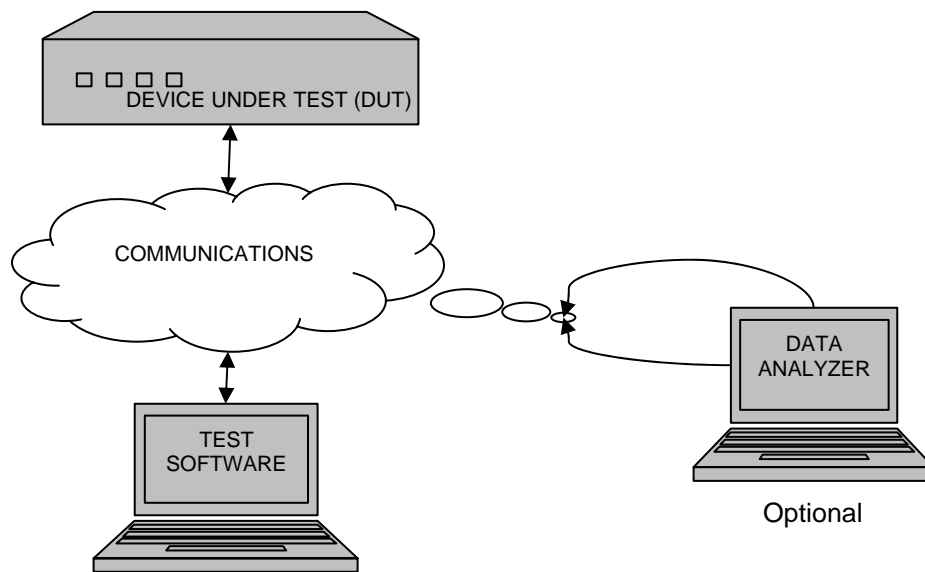 DEVICE UNDER TEST (DUT)
COMMUNICATIONS
DATA
ANALYZER
TEST
SOFTWARE
Optional